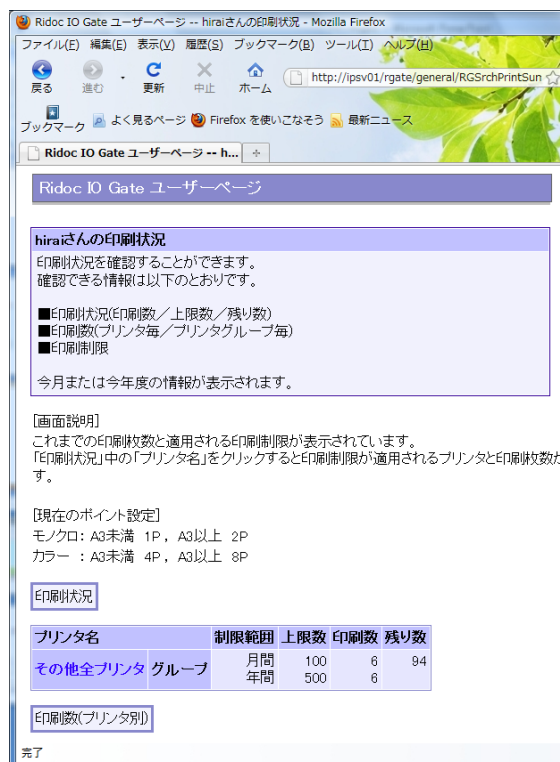 Ridoc IO Gate ユーザーページ -- hiraiさんの印刷状況 - Mozilla Firefox
ファイル(F) 編集(E) 表示(V) 履歴(S) ブックマーク(B) ツール(T) ヘルプ(H)
戻る 進む 更新 中止 ホーム http://ipsv01/rgate/general/RGSrchPrintSun
ブックマーク よく見るページ Firefox を使いこなそう 最新ニュース
Ridoc IO Gate ユーザーページ -- h...
Ridoc IO Gate ユーザーページ
hiraiさんの印刷状況
印刷状況を確認することができます。
確認できる情報は以下のとおりです。
■印刷状況(印刷数／上限数／残り数)
■印刷数(プリンタ毎／プリンタグループ毎)
■印刷制限
今月または今年度の情報が表示されます。
[画面説明]
これまでの印刷枚数と適用される印刷制限が表示されています。
「印刷状況」中の「プリンタ名」をクリックすると印刷制限が適用されるプリンタと印刷枚数が
す。
[現在のポイント設定]
モノクロ: A3未満 1P, A3以上 2P
カラー : A3未満 4P, A3以上 8P
印刷状況
プリンタ名 制限範囲 上限数 印刷数 残り数
その他全プリンタ グループ 月間 100 6 94
年間 500 6
印刷数(プリンタ別)
完了